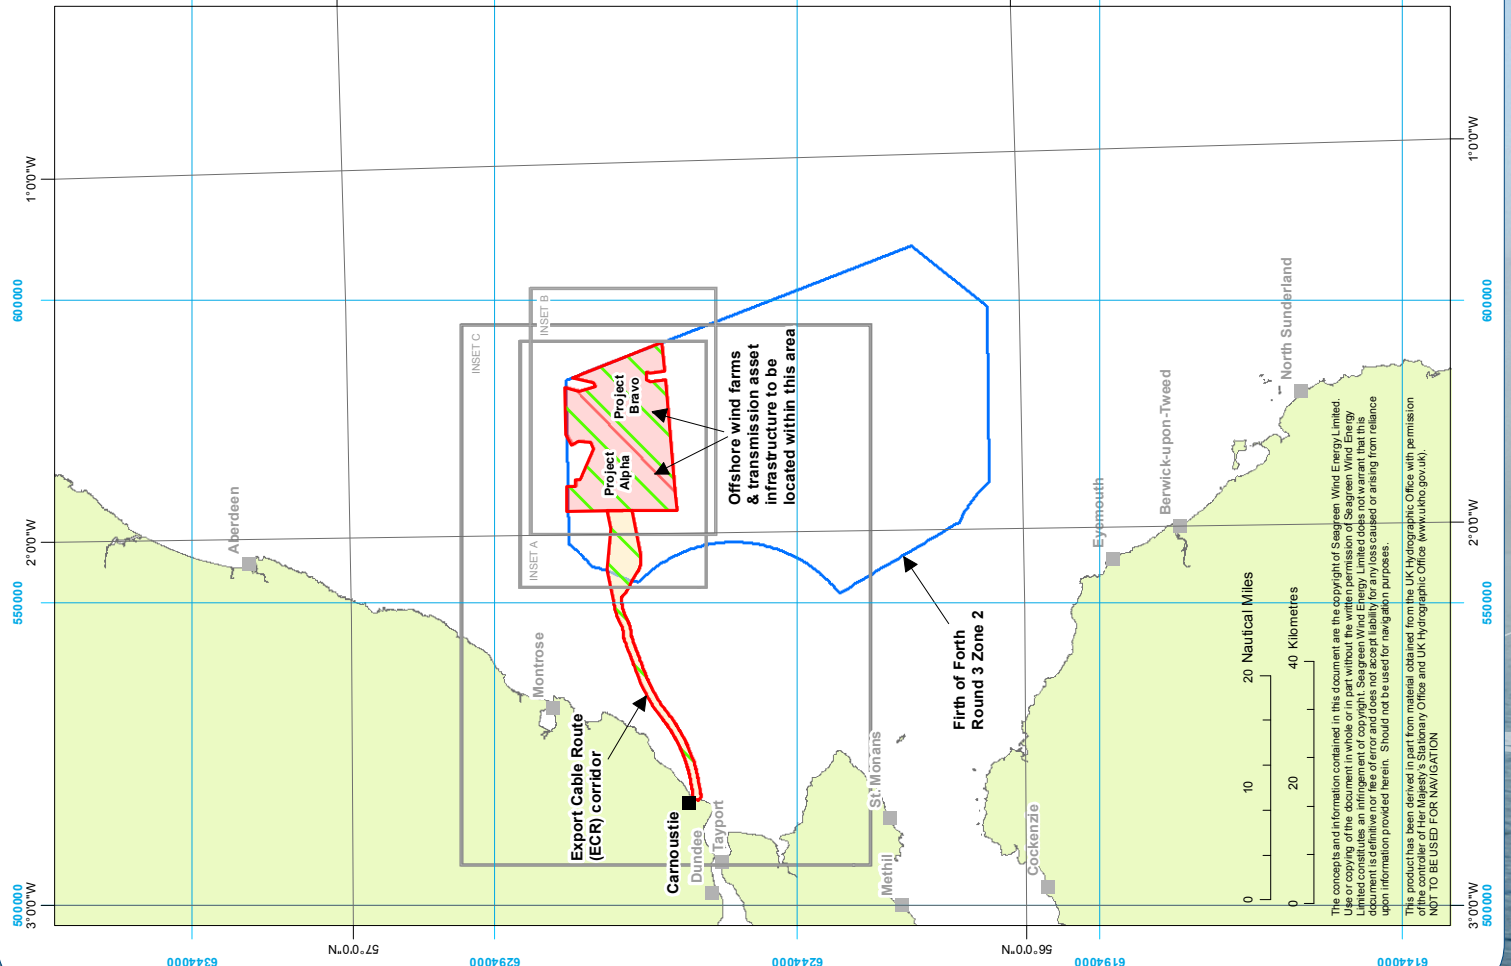 1°0'0"W
2°0'0"W
3°0'0"W
600000
550000
500000
Aberdeen
Montrose
INSET C
INSET B
INSET A
Project
Alpha
Project
Bravo
Offshore wind farms
& transmission asset
infrastructure to be
located within this area
Export Cable Route
(ECR) corridor
Carnoustie
Dundee
Tayport
St. Monans
Methil
Cockenzie
Firth of Forth
Round 3 Zone 2
Eyemouth
Berwick-upon-Tweed
North Sunderland
0 10 20 Nautical Miles
0 20 40 Kilometres
The concepts and information contained in this document are the copyright of Seagreen Wind Energy Limited.
Use or copying of the document in whole or in part without the written permission of Seagreen Wind Energy
Limited constitutes an infringement of copyright. Seagreen Wind Energy Limited does not warrant that this
document is definitive nor free of error and does not accept liability for any loss caused or arising from reliance
upon information provided herein. Should not be used for navigation purposes.
This product has been derived in part from material obtained from the UK Hydrographic Office with permission
of the controller of Her Majesty's Stationary Office and UK Hydrographic Office (www.ukho.gov.uk).
NOT TO BE USED FOR NAVIGATION
1°0'0"W
2°0'0"W
3°0'0"W
600000
550000
500000
6344000
57°0'0"N
6294000
6244000
56°0'0"N
6194000
6144000